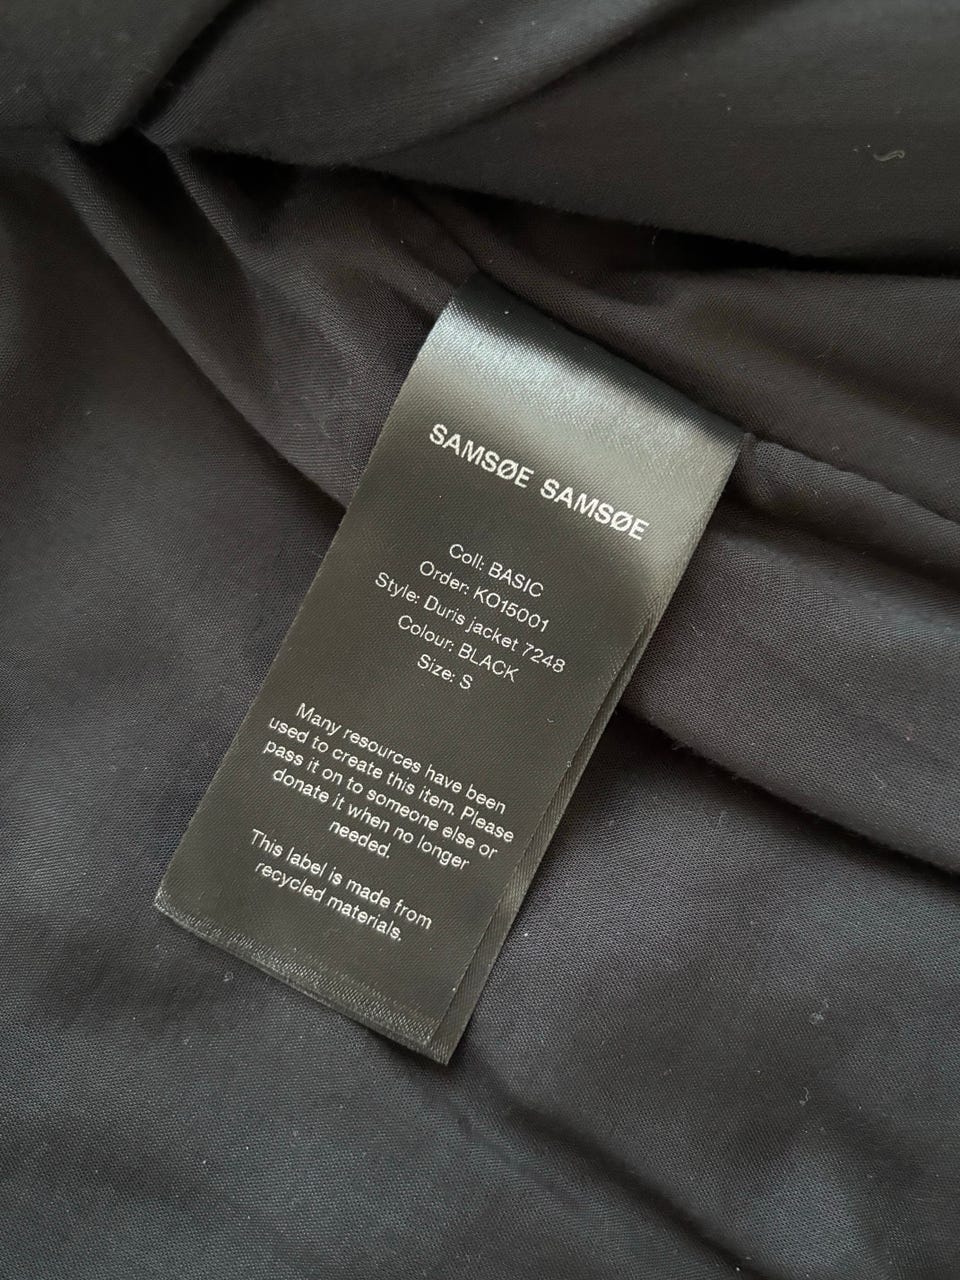 SAMSØE SAMSØE
Coll: BASIC
Order: KO15001
Style: Duris jacket 7248
Colour: BLACK
Size: S
Many resources have been
used to create this item. Please
pass it on to someone else or
donate it when no longer
needed.
This label is made from
recycled materials.